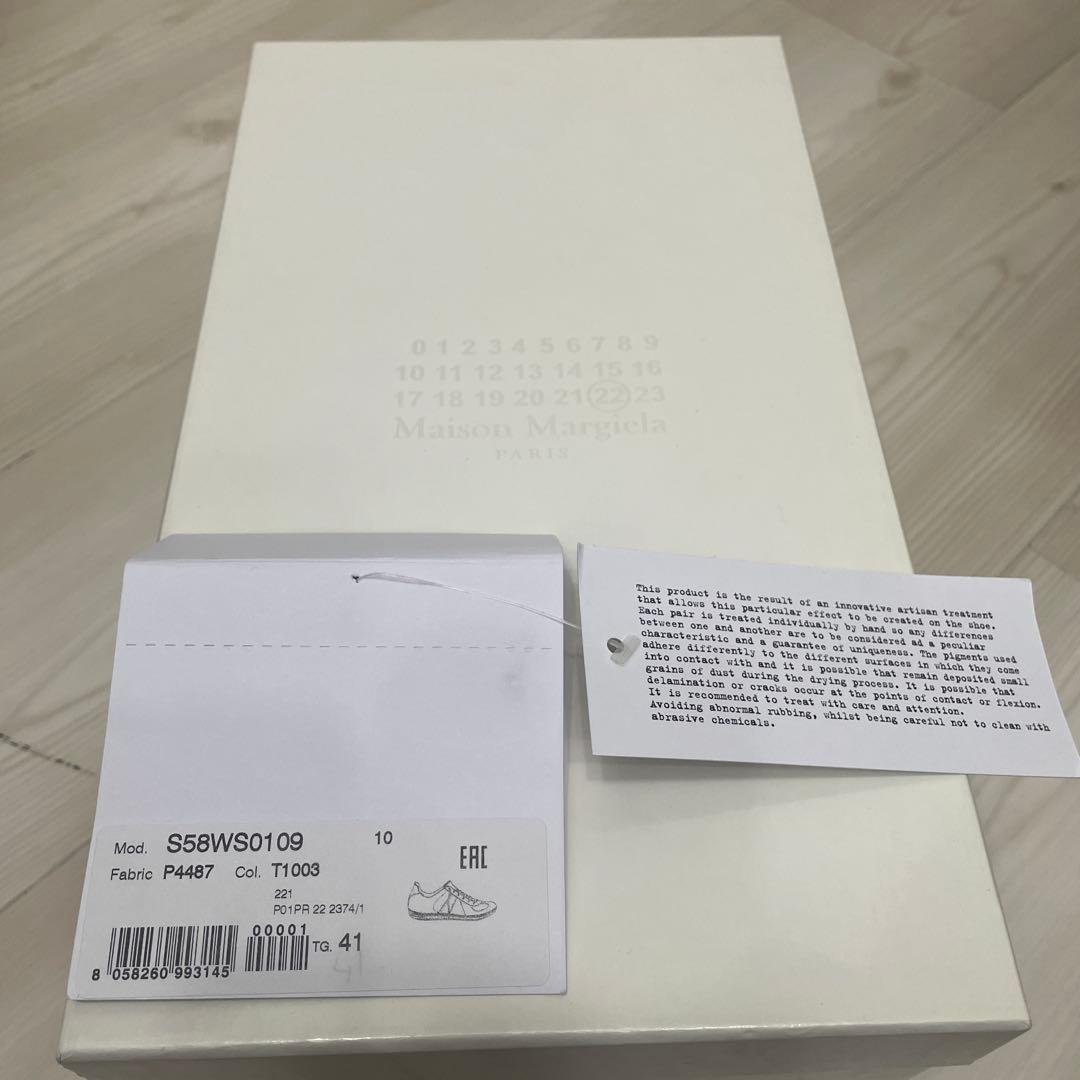 0 1 2 3 4 5 6 7 8 9
10 11 12 13 14 15 16
17 18 19 20 21 22 23
Maison Margiela
PARIS
This product is the result of an innovative artisan treatment
that allows this particular effect to be created on the shoe.
Each pair is treated individually by hand so any differences
between one and another are to be considered ad a peculiar
characteristic and a guarantee of uniqueness. The pigments used
adhere differently to the different surfaces in which they come
into contact with and it is possible that remain deposited small
grains of dust during the drying process. It is possible that
delamination or cracks occur at the points of contact or flexion.
It is recommended to treat with care and attention.
Avoiding abnormal rubbing, whilst being careful not to clean with
abrasive chemicals.
Mod. S58WS0109 10
EAC
Fabric P4487 Col. T1003
221
P01PR 22 2374/1
00001
TG. 41
8 058260 993145
41